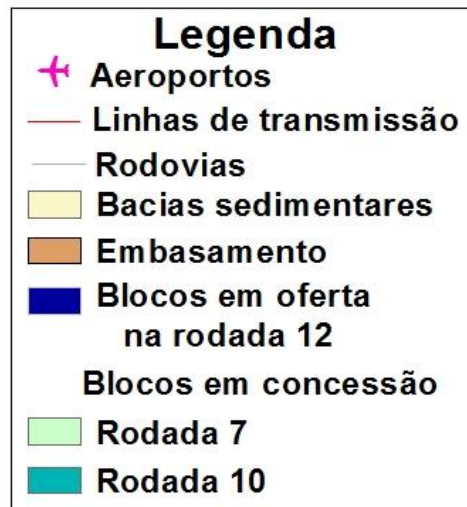 Legenda
Aeroportos
Linhas de transmissão
Rodovias
Bacias sedimentares
Embasamento
Blocos em oferta
na rodada 12
Blocos em concessão
Rodada 7
Rodada 10